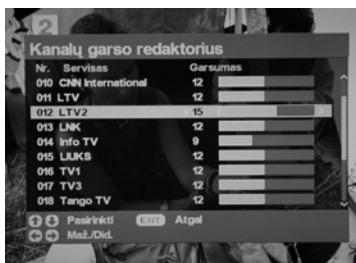 2
Kanalų garso redaktorius
Nr. Servisas Garsumas
010 CNN International 12
011 LTV 12
012 LTV2 15
013 LNK 12
014 Info TV 9
015 LIUKS 12
016 TV1 12
017 TV3 12
018 Tango TV 12
Pasirinkti EXIT Atgal
Maž./Did.